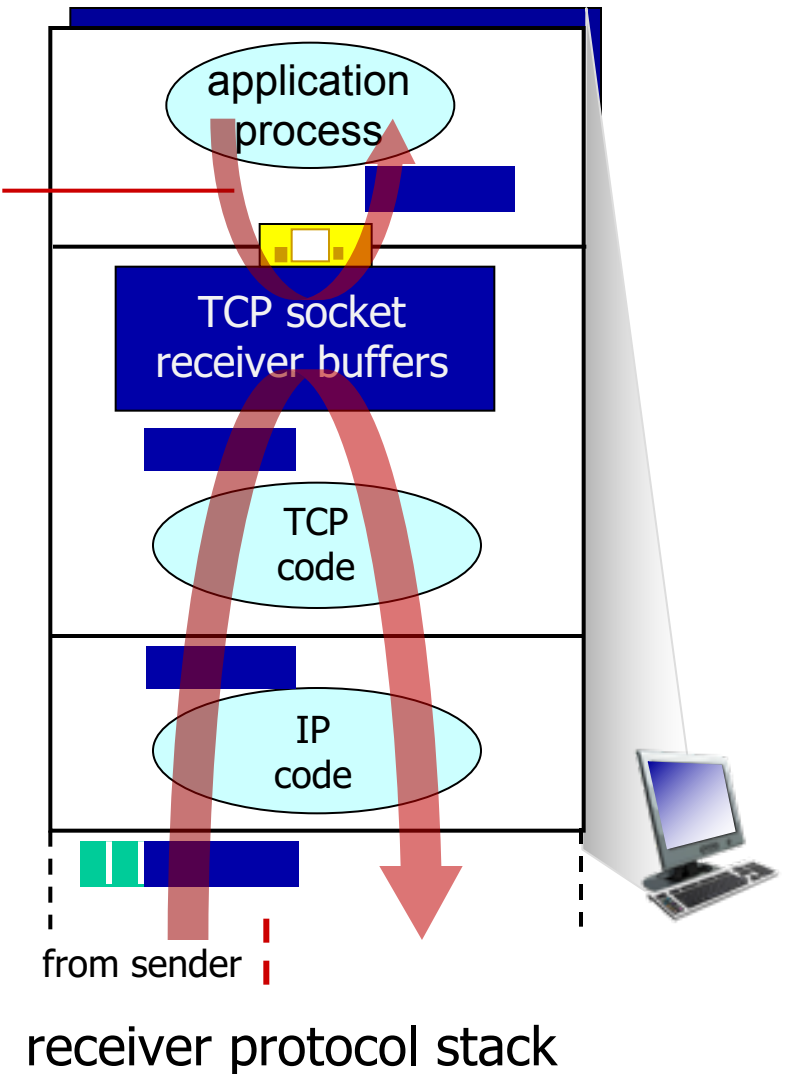 application
process
TCP socket
receiver buffers
TCP
code
IP
code
from sender
receiver protocol stack